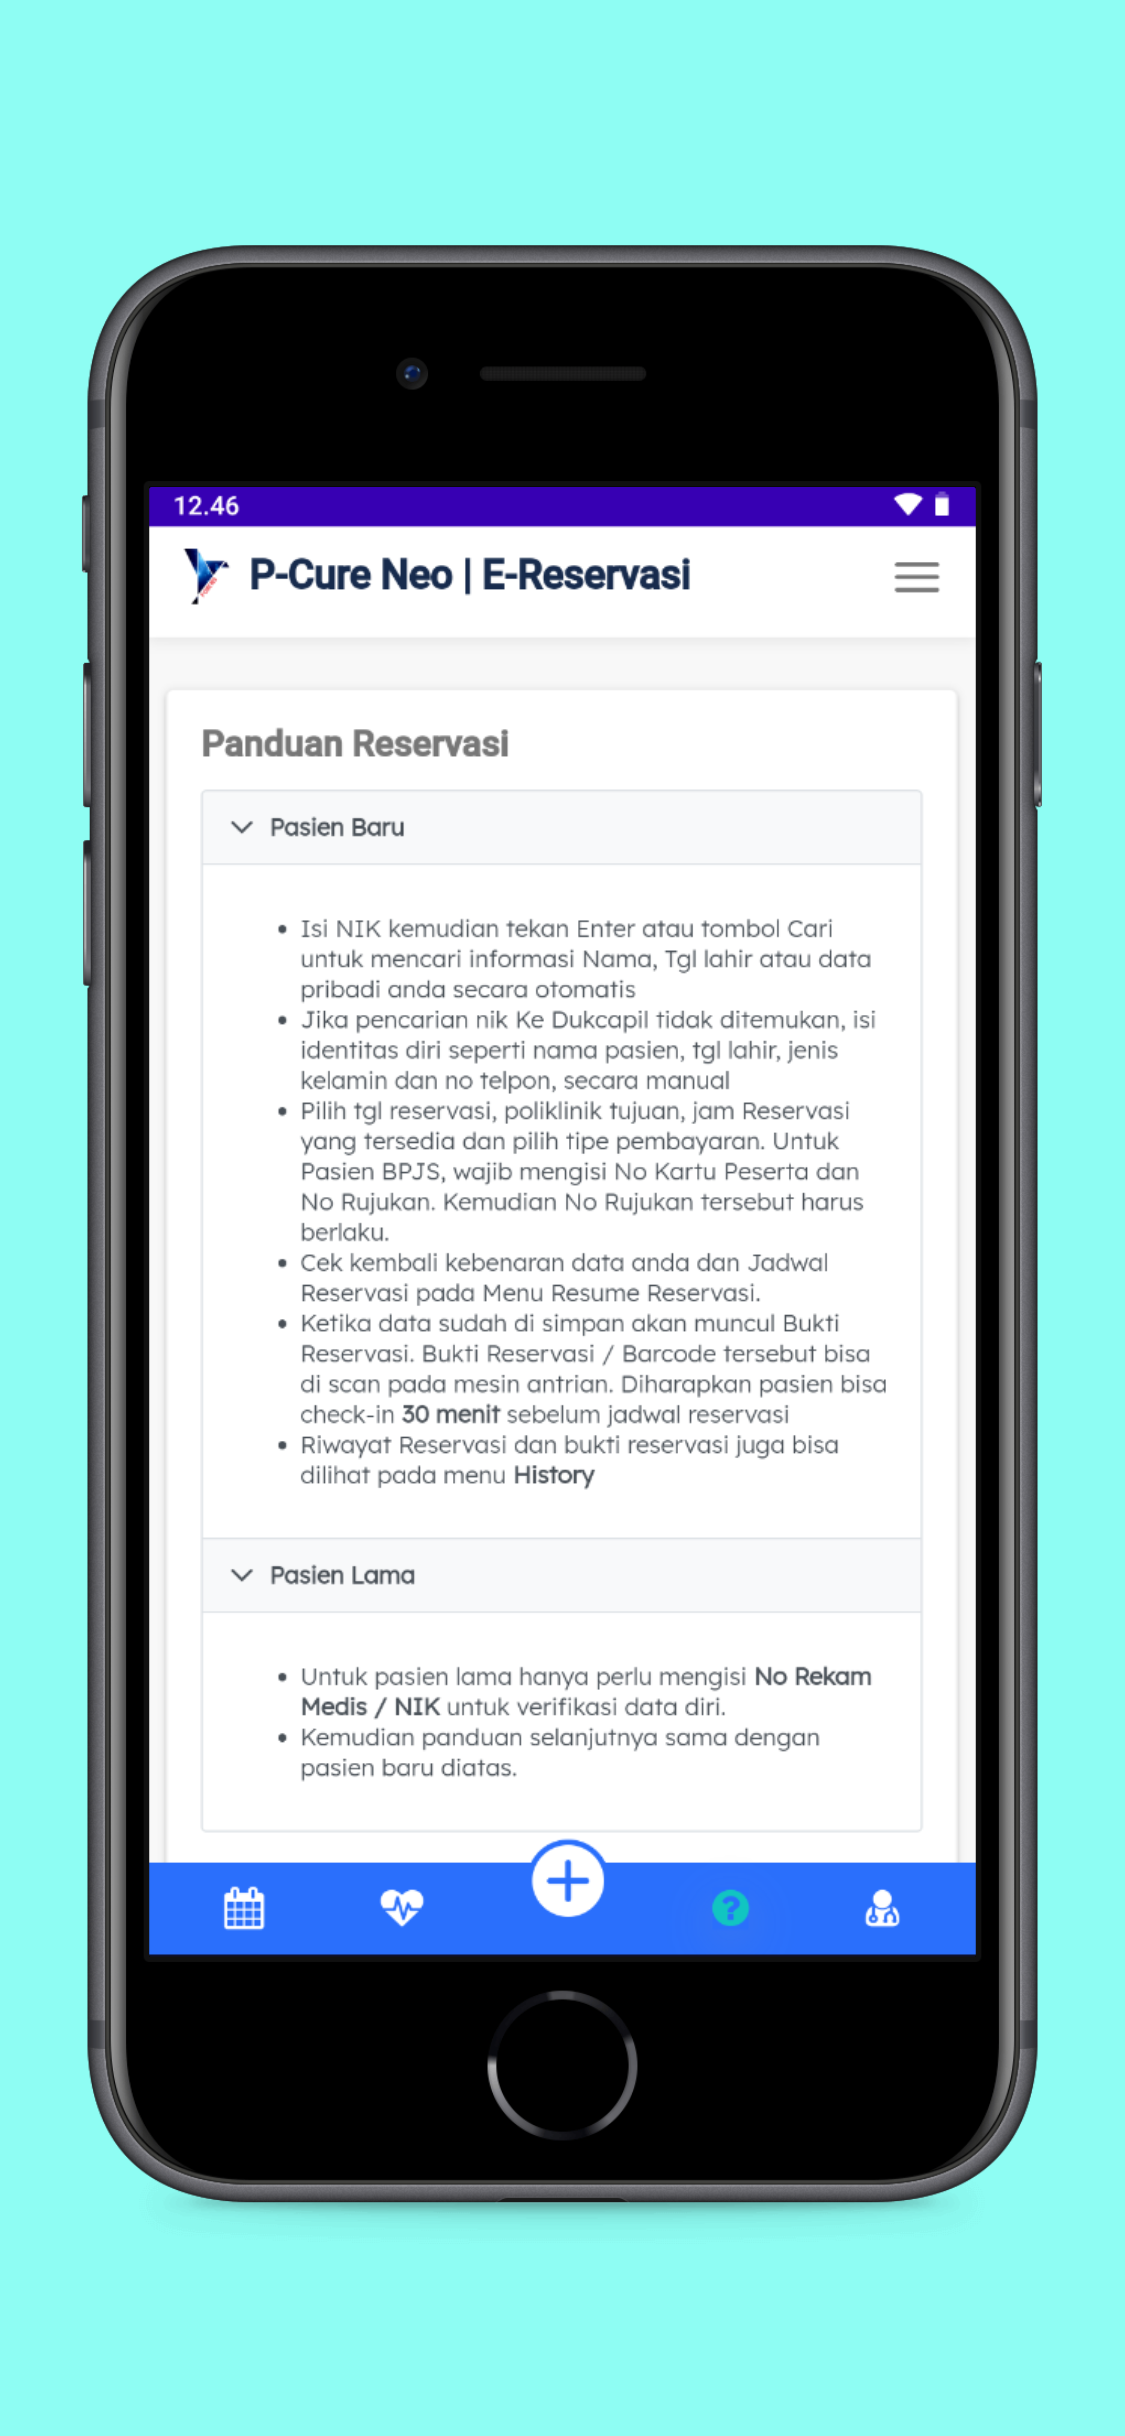 12.46
P-Cure Neo | E-Reservasi
Panduan Reservasi
Pasien Baru
• Isi NIK kemudian tekan Enter atau tombol Cari
untuk mencari informasi Nama, Tgl lahir atau data
pribadi anda secara otomatis
• Jika pencarian nik Ke Dukcapil tidak ditemukan, isi
identitas diri seperti nama pasien, tgl lahir, jenis
kelamin dan no telpon, secara manual
• Pilih tgl reservasi, poliklinik tujuan, jam Reservasi
yang tersedia dan pilih tipe pembayaran. Untuk
Pasien BPJS, wajib mengisi No Kartu Peserta dan
No Rujukan. Kemudian No Rujukan tersebut harus
berlaku.
• Cek kembali kebenaran data anda dan Jadwal
Reservasi pada Menu Resume Reservasi.
• Ketika data sudah di simpan akan muncul Bukti
Reservasi. Bukti Reservasi / Barcode tersebut bisa
di scan pada mesin antrian. Diharapkan pasien bisa
check-in 30 menit sebelum jadwal reservasi
• Riwayat Reservasi dan bukti reservasi juga bisa
dilihat pada menu History
Pasien Lama
• Untuk pasien lama hanya perlu mengisi No Rekam
Medis / NIK untuk verifikasi data diri.
• Kemudian panduan selanjutnya sama dengan
pasien baru diatas.